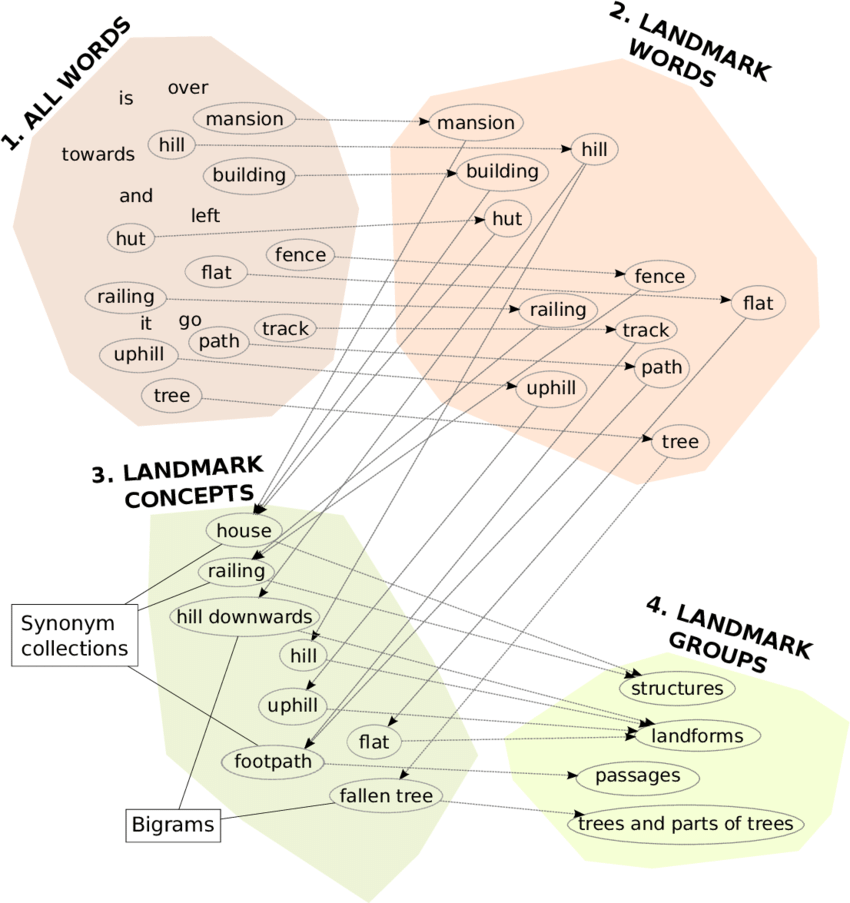 1. ALL WORDS
is
over
mansion
hill
towards
building
and
left
hut
fence
flat
railing
it
go
path
track
uphill
tree
2. LANDMARK
WORDS
mansion
hill
building
hut
fence
flat
railing
track
path
uphill
tree
3. LANDMARK
CONCEPTS
house
railing
hill downwards
hill
uphill
flat
footpath
fallen tree
Synonym
collections
Bigrams
4. LANDMARK
GROUPS
structures
landforms
passages
trees and parts of trees